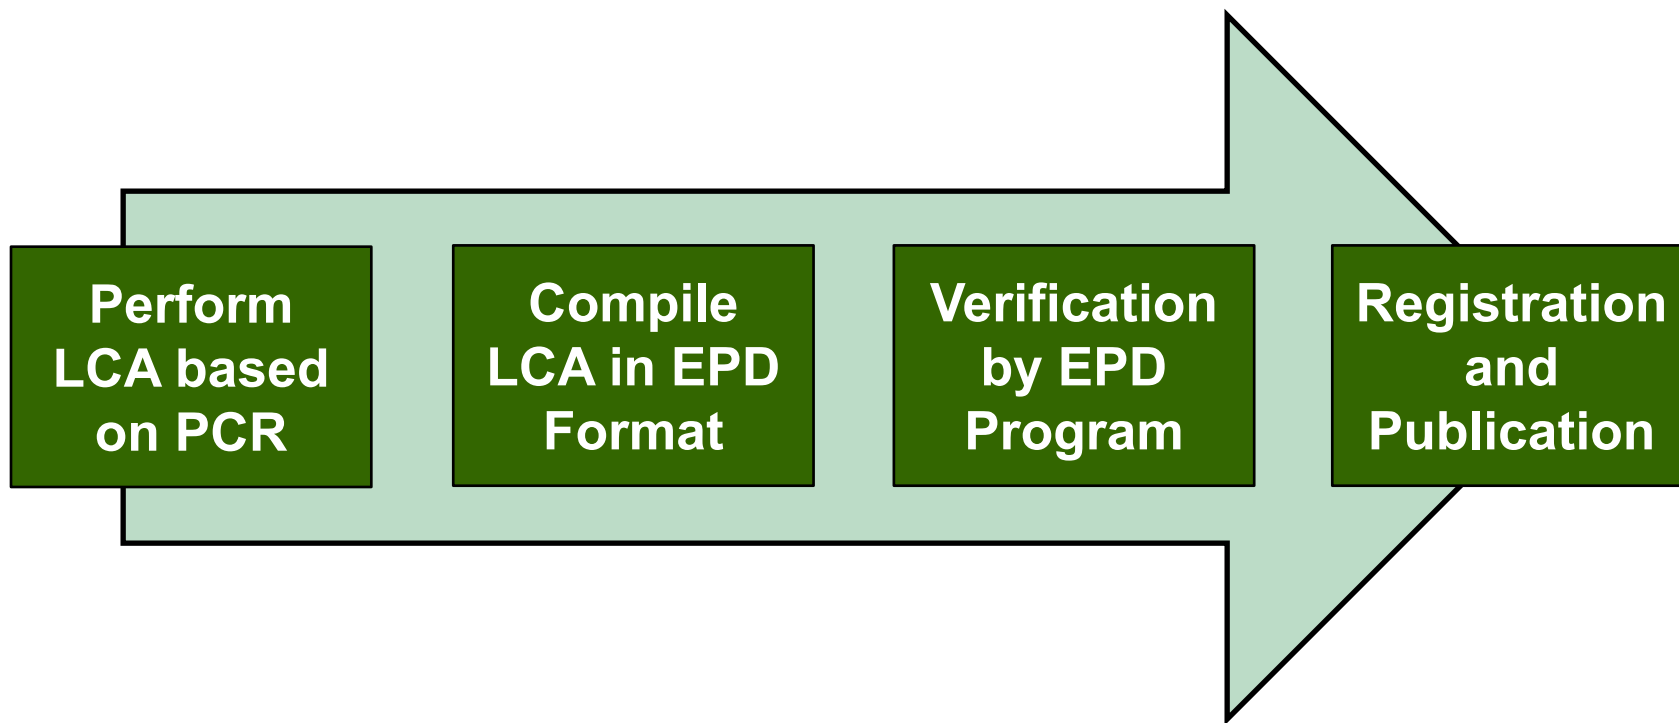 Perform
LCA based
on PCR
Compile
LCA in EPD
Format
Verification
by EPD
Program
Registration
and
Publication